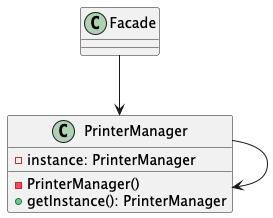 C Facade
C PrinterManager
instance: PrinterManager
PrinterManager()
getInstance(): PrinterManager